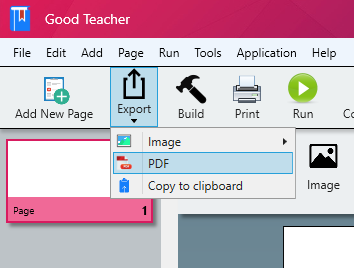 Good Teacher
File Edit Add Page Run Tools Application Help
Add New Page Export Build Print Run
Image
PDF
Copy to clipboard
Image
Page 1